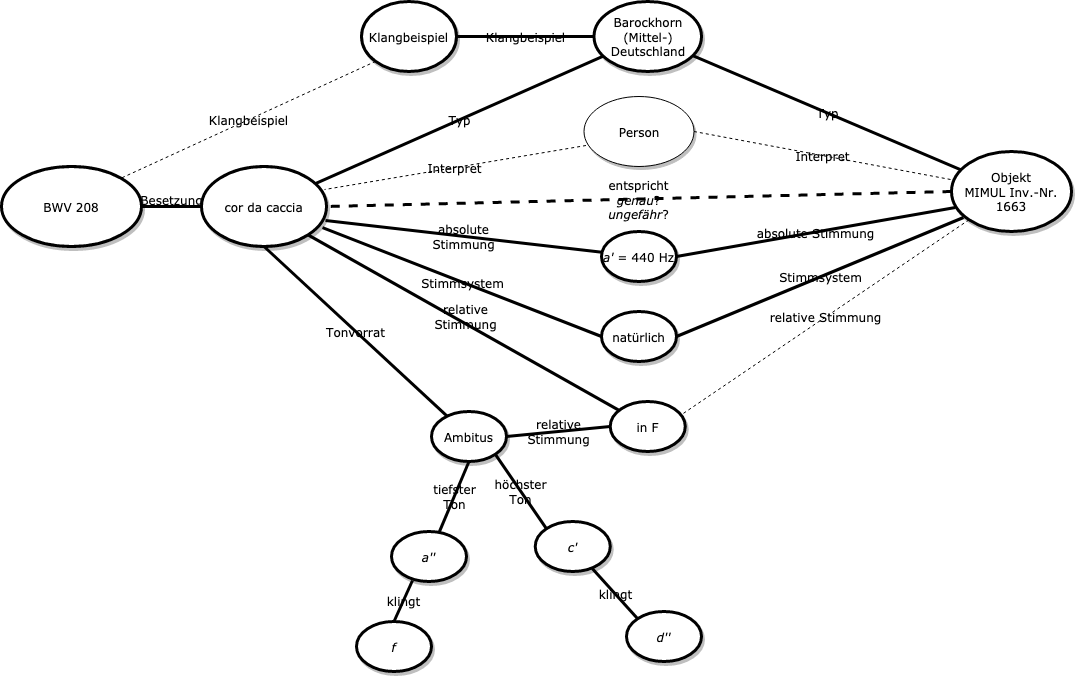 Klangbeispiel
Klangbeispiel
Barockhorn
(Mittel-)
Deutschland
Klangbeispiel
Typ
Typ
Person
Interpret
Interpret
BWV 208
Besetzung
cor da caccia
entspricht
genau?
ungefähr?
Objekt
MIMUL Inv.-Nr.
1663
absolute
Stimmung
a' = 440 Hz
absolute Stimmung
Stimmsystem
Stimmsystem
relative
Stimmung
relative Stimmung
Tonvorrat
natürlich
Ambitus
relative
Stimmung
in F
tiefster
Ton
höchster
Ton
a''
c'
klingt
klingt
f
d''